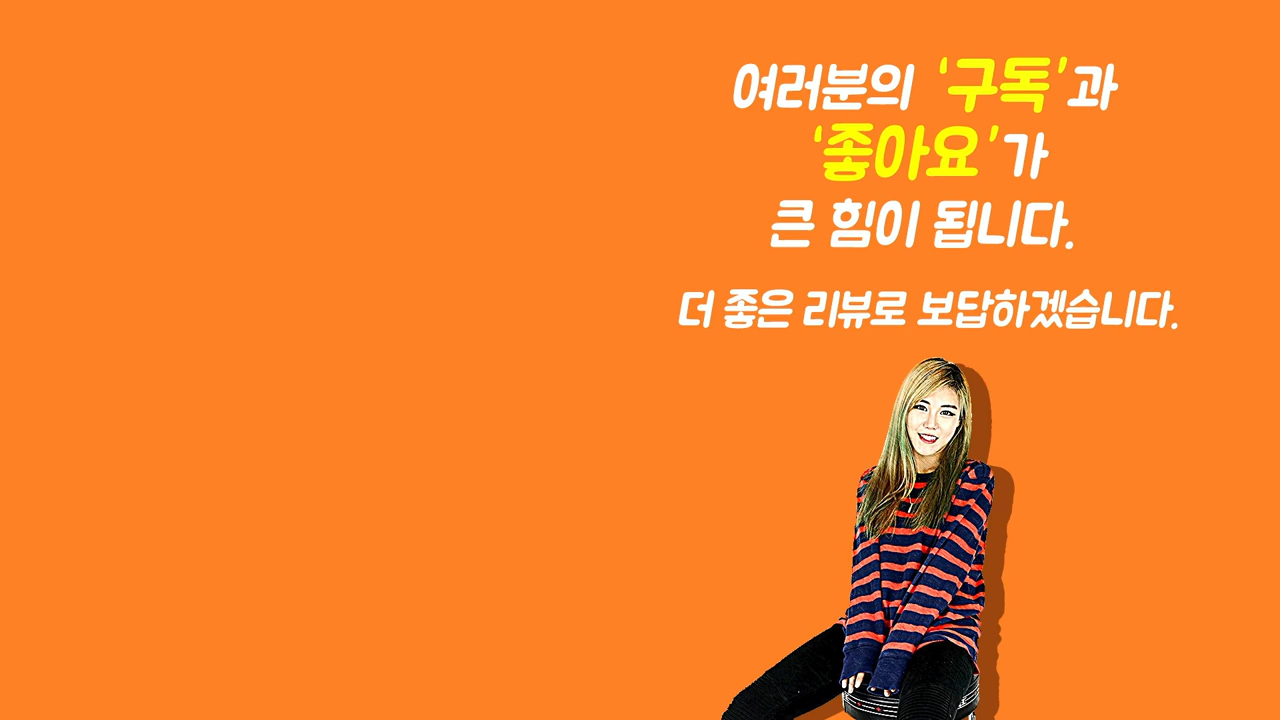 여러분의 '구독'과
'좋아요'가
큰 힘이 됩니다.
더 좋은 리뷰로 보답하겠습니다.